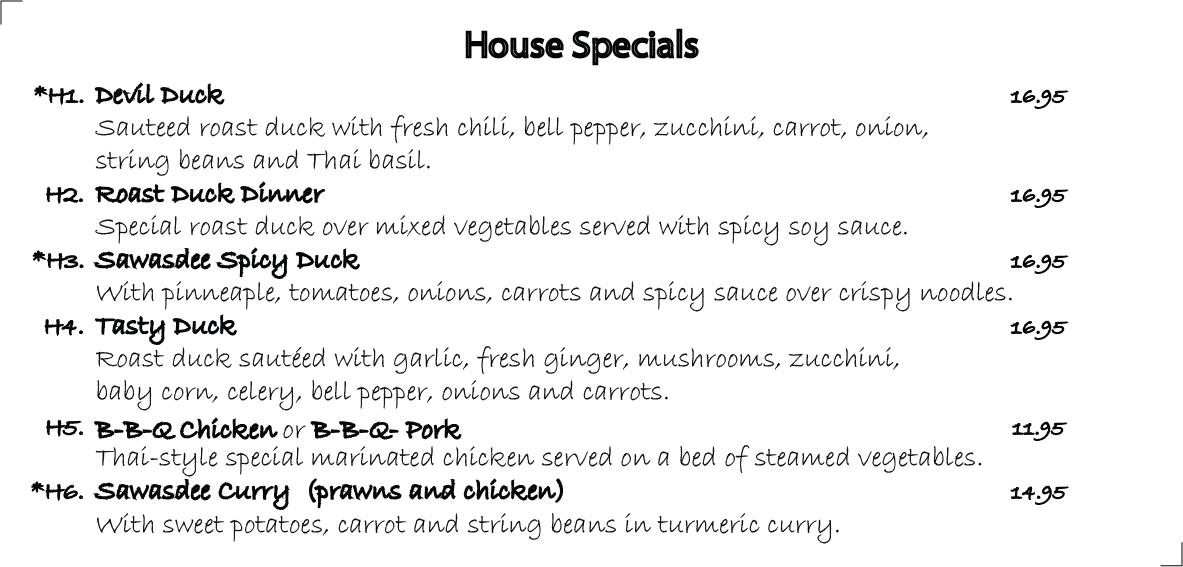 House Specials
*H1. Devil Duck 16.95
Sauteed roast duck with fresh chili, bell pepper, zucchini, carrot, onion,
string beans and Thai basil.
H2. Roast Duck Dinner 16.95
Special roast duck over mixed vegetables served with spicy soy sauce.
*H3. Sawasdee Spicy Duck 16.95
With pinneaple, tomatoes, onions, carrots and spicy sauce over crispy noodles.
H4. Tasty Duck 16.95
Roast duck sautéed with garlic, fresh ginger, mushrooms, zucchini,
baby corn, celery, bell pepper, onions and carrots.
H5. B-B-Q Chicken or B-B-Q- Pork 11.95
Thai-style special marinated chicken served on a bed of steamed vegetables.
*H6. Sawasdee Curry (prawns and chicken) 14.95
With sweet potatoes, carrot and string beans in turmeric curry.